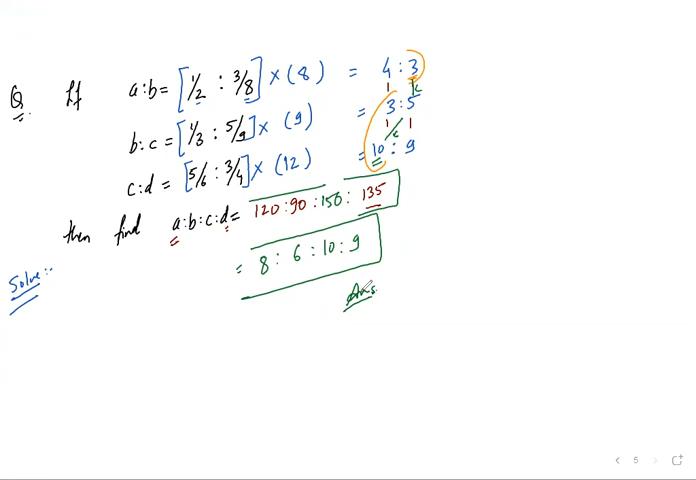 Q. If a:b = [1/2 : 3/8] × (8) = 4 : 3
b:c = [1/3 : 5/9] × (9) = 3 : 5
c:d = [5/6 : 3/4] × (12) = 10 : 9
then find a:b:c:d = 120 : 90 : 150 : 135
= 8 : 6 : 10 : 9
Solve:-
Ans.
5